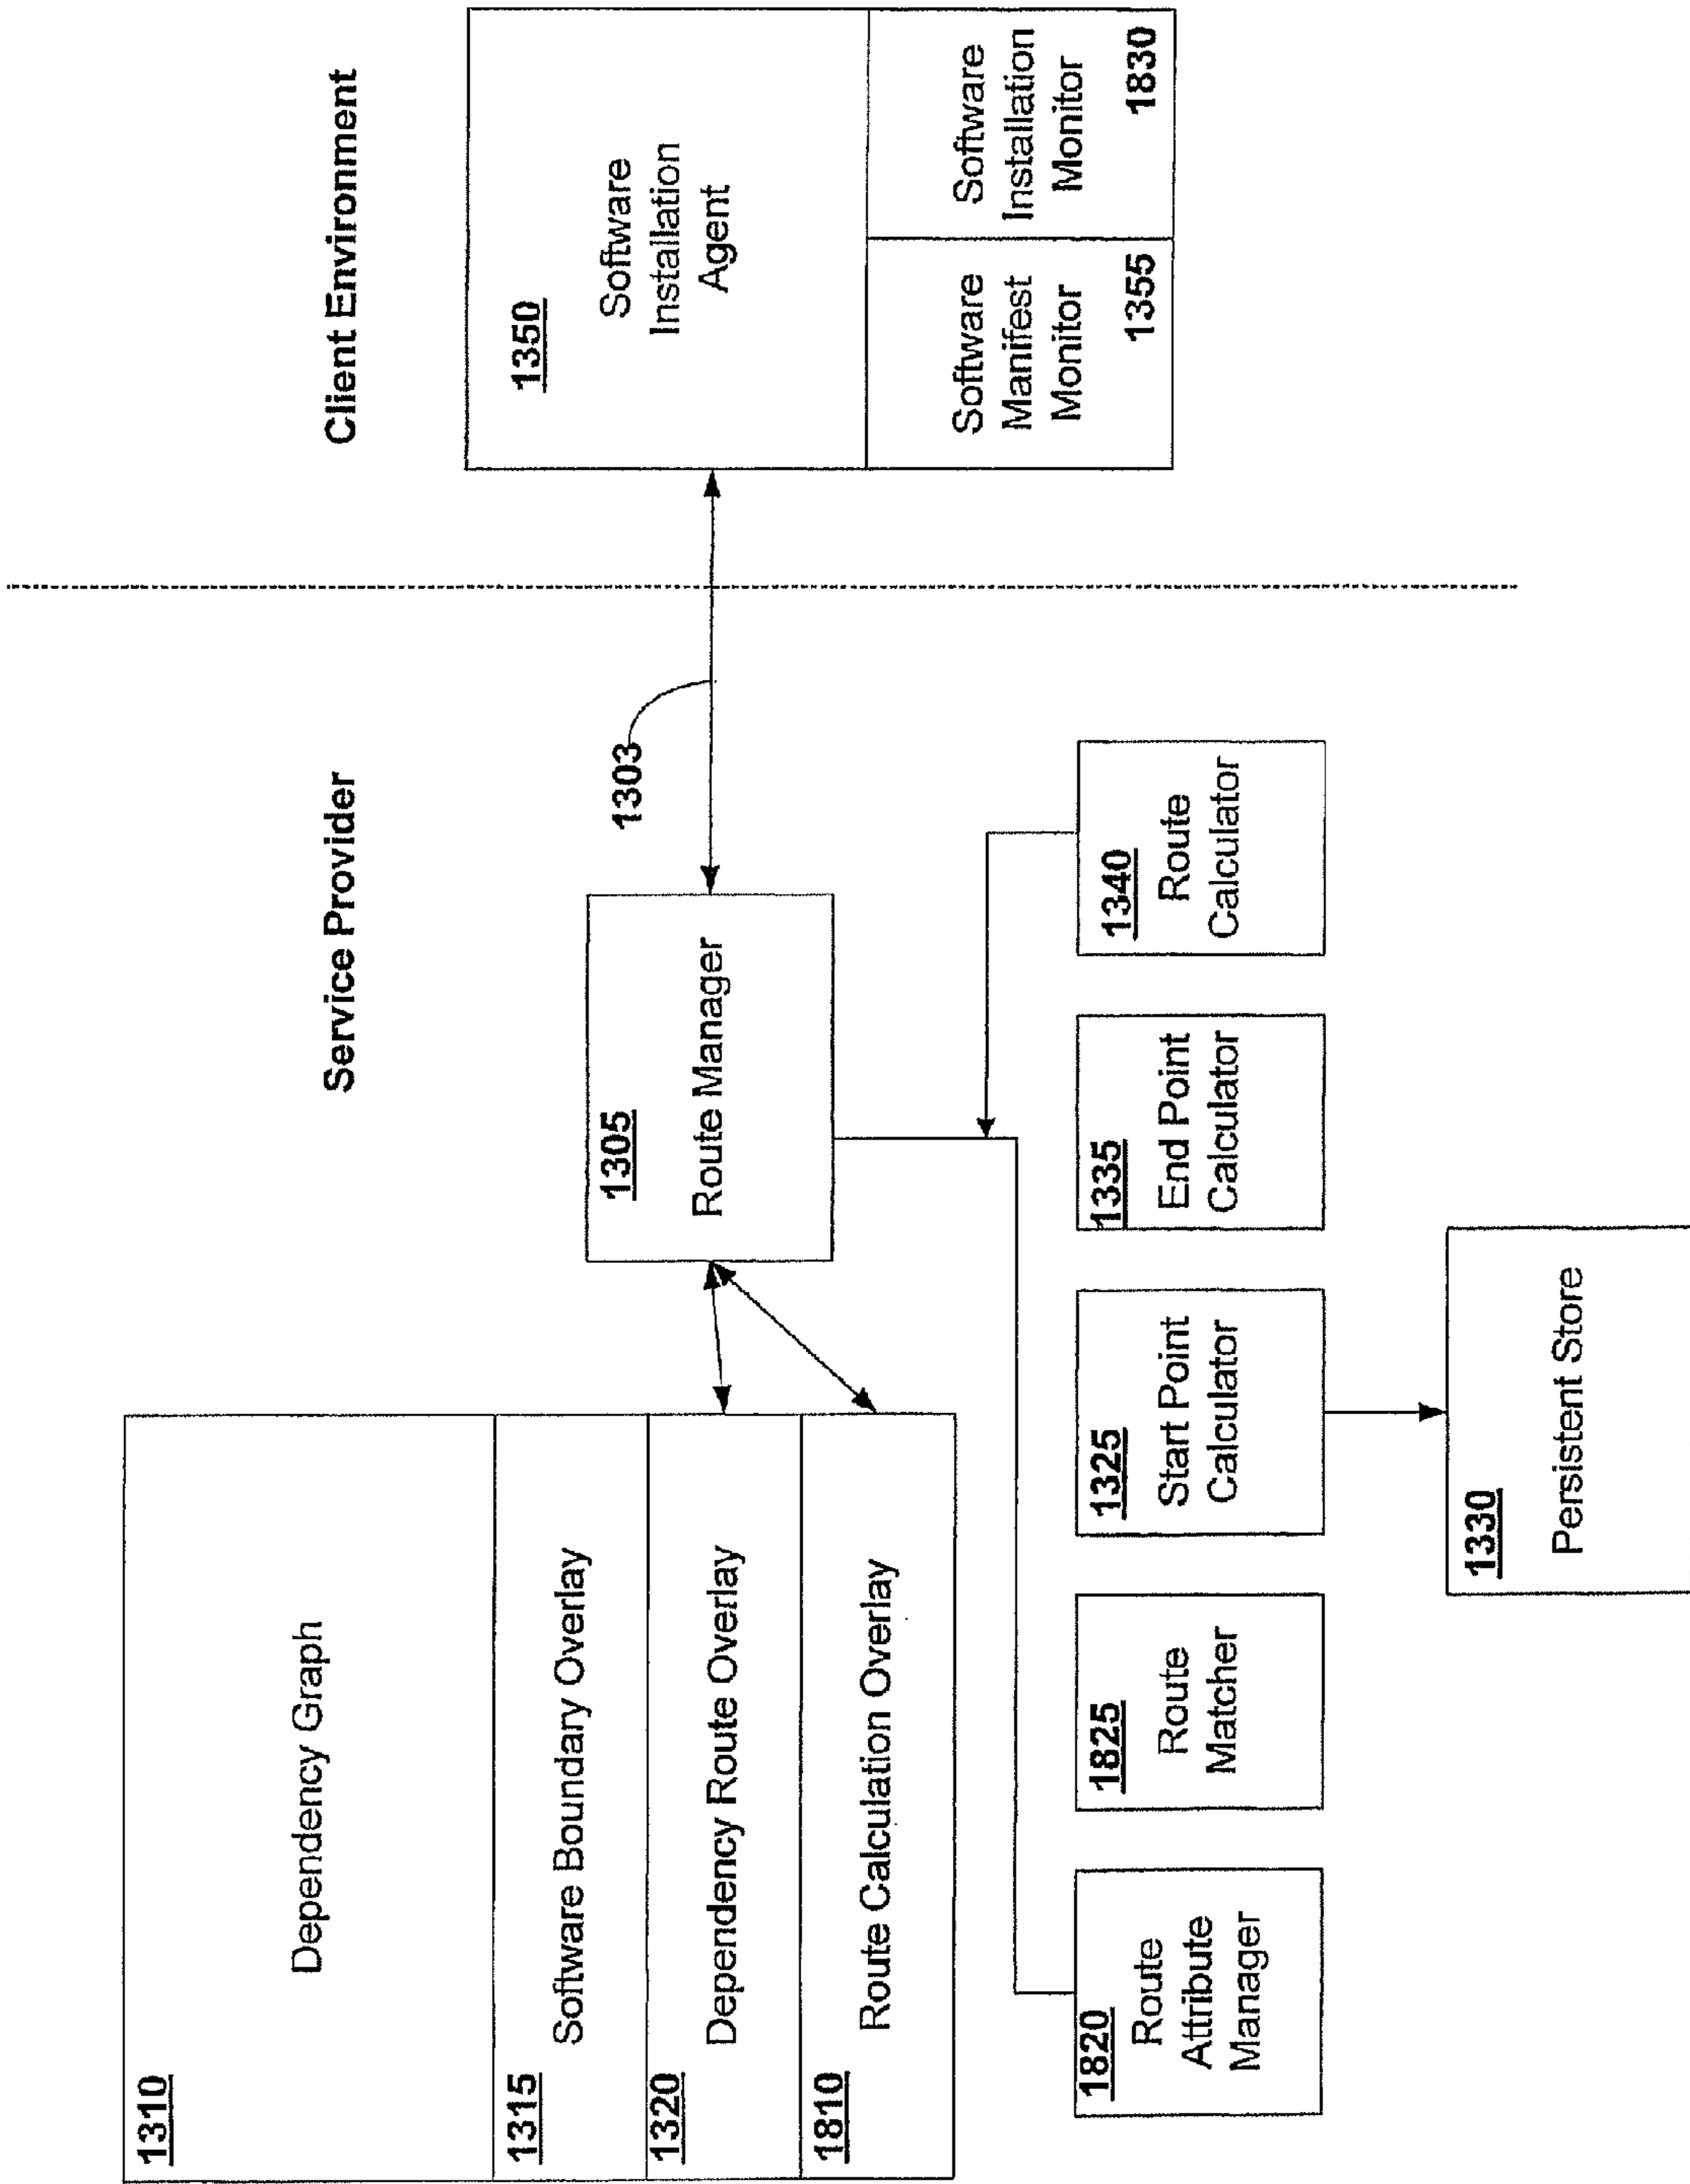 Service Provider
Client Environment
1310
Dependency Graph
1315
Software Boundary Overlay
1320
Dependency Route Overlay
1810
Route Calculation Overlay
1305
Route Manager
1303
1350
Software
Installation
Agent
Software
Manifest
Monitor
1355
Software
Installation
Monitor
1830
1820
Route
Attribute
Manager
1825
Route
Matcher
1325
Start Point
Calculator
1335
End Point
Calculator
1340
Route
Calculator
1330
Persistent Store